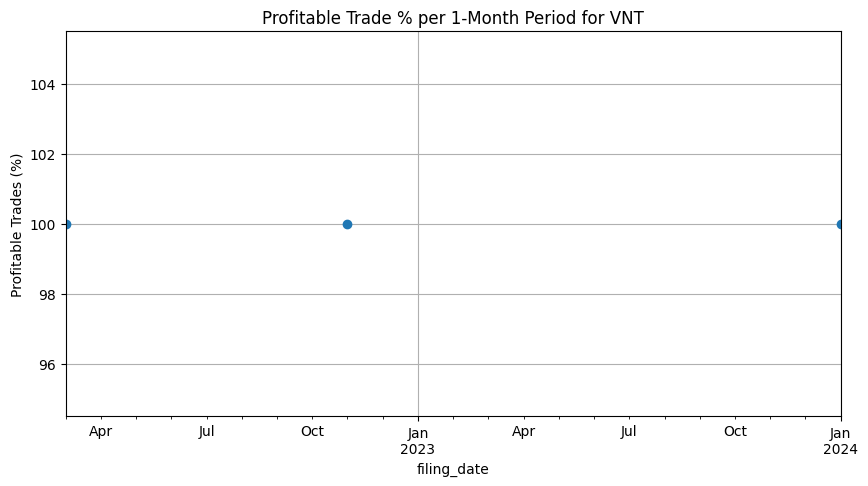 Profitable Trade % per 1-Month Period for VNT
Profitable Trades (%)
104
102
100
98
96
Apr
Jul
Oct
Jan
2023
Apr
Jul
Oct
Jan
2024
filing_date